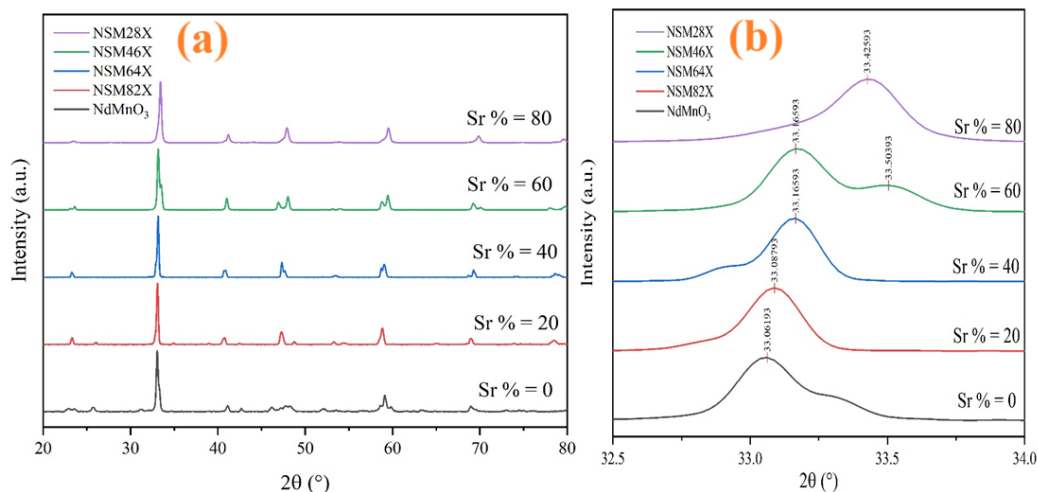 (a)
NSM28X
NSM46X
NSM64X
NSM82X
NdMnO₃
Sr % = 80
Sr % = 60
Sr % = 40
Sr % = 20
Sr % = 0
Intensity (a.u.)
20 30 40 50 60 70 80
2θ (°)
(b)
NSM28X
NSM46X
NSM64X
NSM82X
NdMnO₃
33.42593
Sr % = 80
33.16593
33.50393
Sr % = 60
33.16593
Sr % = 40
33.08793
Sr % = 20
33.06193
Sr % = 0
Intensity (a.u.)
32.5 33.0 33.5 34.0
2θ (°)